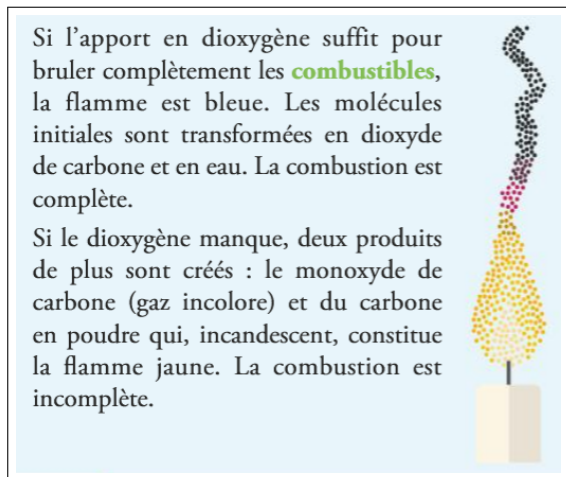 Si l'apport en dioxygène suffit pour
bruler complètement les combustibles,
la flamme est bleue. Les molécules
initiales sont transformées en dioxyde
de carbone et en eau. La combustion est
complète.
Si le dioxygène manque, deux produits
de plus sont créés : le monoxyde de
carbone (gaz incolore) et du carbone
en poudre qui, incandescent, constitue
la flamme jaune. La combustion est
incomplète.